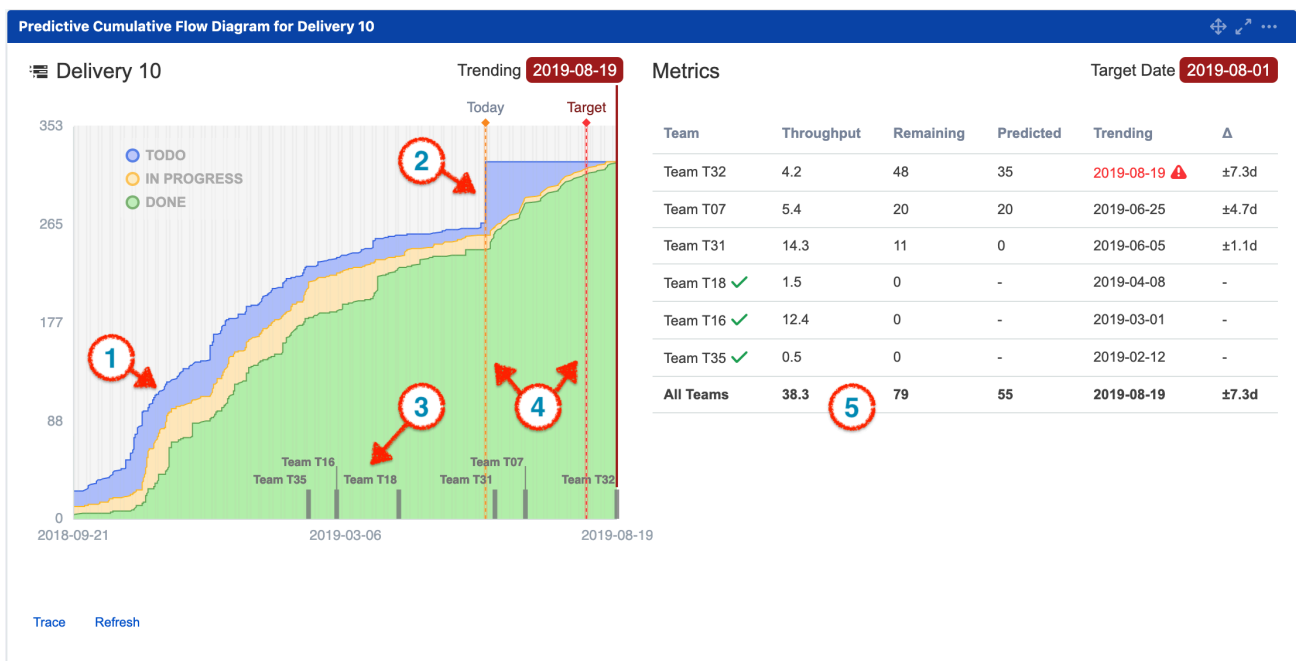 Predictive Cumulative Flow Diagram for Delivery 10
Delivery 10
Trending 2019-08-19
Today
Target
353
265
177
88
0
TODO
IN PROGRESS
DONE
1
2
3
4
Team T16
Team T07
Team T35
Team T18
Team T31
Team T32
2018-09-21
2019-03-06
2019-08-19
Trace
Refresh
Metrics
Target Date 2019-08-01
Team Throughput Remaining Predicted Trending Δ
Team T32 4.2 48 35 2019-08-19 ±7.3d
Team T07 5.4 20 20 2019-06-25 ±4.7d
Team T31 14.3 11 0 2019-06-05 ±1.1d
Team T18 1.5 0 - 2019-04-08 -
Team T16 12.4 0 - 2019-03-01 -
Team T35 0.5 0 - 2019-02-12 -
All Teams 38.3 79 55 2019-08-19 ±7.3d
5